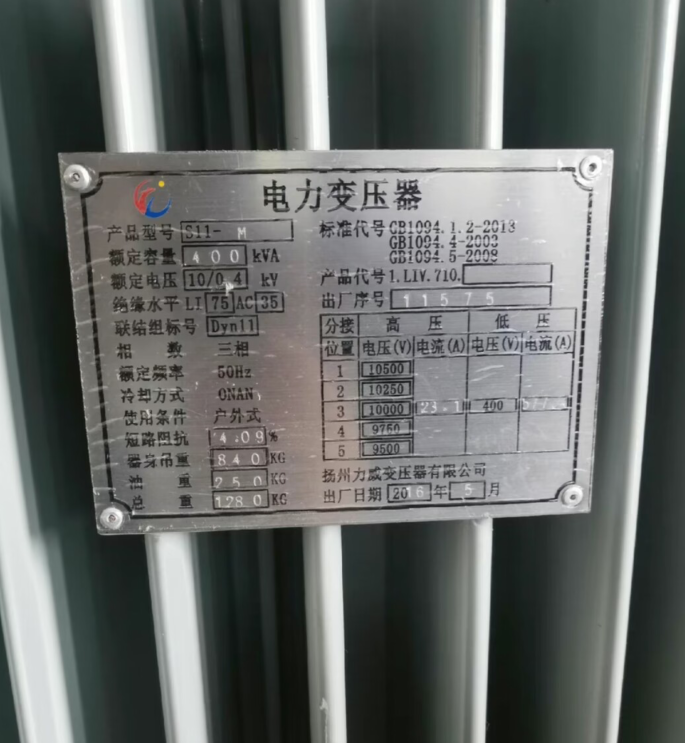 电力变压器
产品型号 S11- M
额定容量 400 kVA
额定电压 10/0.4 kV
绝缘水平 LI 75 AC 35
联结组标号 Dyn11
相 数 三相
额定频率 50Hz
冷却方式 ONAN
使用条件 户外式
短路阻抗 4.09 %
器身吊重 840 KG
油 重 250 KG
总 重 1280 KG
标准代号 GB1094.1.2-2013
GB1094.4-2003
GB1094.5-2008
产品代号 1.LIV.710.
出厂序号 11575
分接 高 压 低 压
位置 电压(V) 电流(A) 电压(V) 电流(A)
1 10500
2 10250
3 10000 23.1 400
4 9750
5 9500
扬州力威变压器有限公司
出厂日期 2016 年 5 月